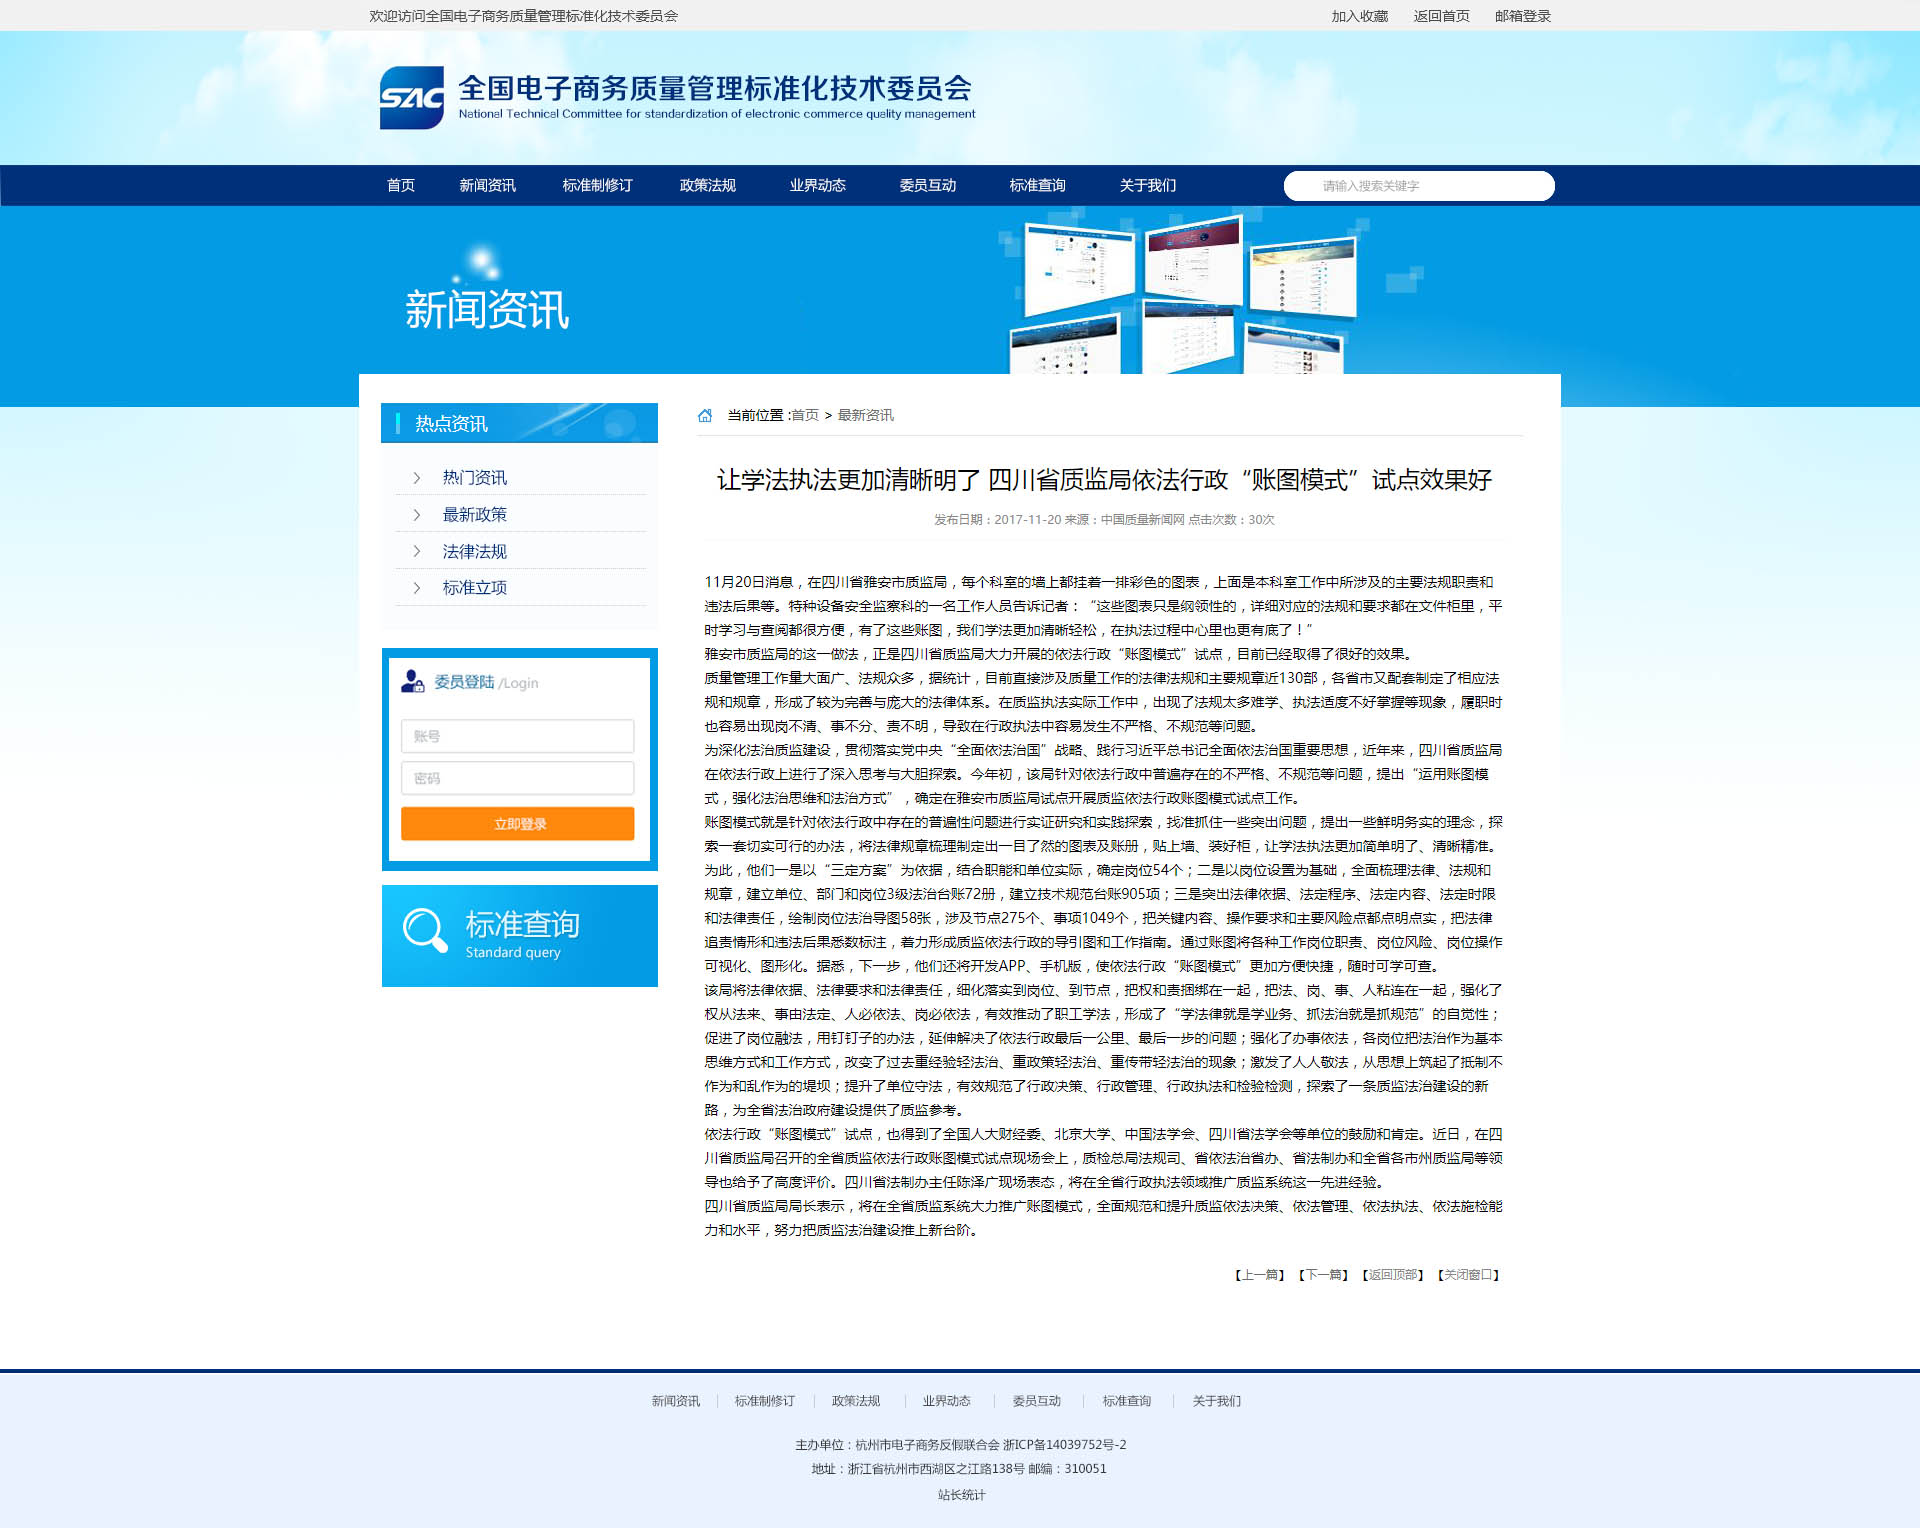 欢迎访问全国电子商务质量管理标准化技术委员会
加入收藏 返回首页 邮箱登录
SAC 全国电子商务质量管理标准化技术委员会
National Technical Committee for standardization of electronic commerce quality management
首页 新闻资讯 标准制修订 政策法规 业界动态 委员互动 标准查询 关于我们 请输入搜索关键字
新闻资讯
热点资讯
热门资讯
最新政策
法律法规
标准立项
委员登陆 /Login
账号
密码
立即登录
标准查询
Standard query
当前位置 :首页 > 最新资讯
让学法执法更加清晰明了 四川省质监局依法行政“账图模式”试点效果好
发布日期：2017-11-20 来源：中国质量新闻网 点击次数：30次
11月20日消息，在四川省雅安市质监局，每个科室的墙上都挂着一排彩色的图表，上面是本科室工作中所涉及的主要法规职责和
违法后果等。特种设备安全监察科的一名工作人员告诉记者：“这些图表只是纲领性的，详细对应的法规和要求都在文件柜里，平
时学习与查阅都很方便，有了这些账图，我们学法更加清晰轻松，在执法过程中心里也更有底了！”
雅安市质监局的这一做法，正是四川省质监局大力开展的依法行政“账图模式”试点，目前已经取得了很好的效果。
质量管理工作量大面广、法规众多，据统计，目前直接涉及质量工作的法律法规和主要规章近130部，各省市又配套制定了相应法
规和规章，形成了较为完善与庞大的法律体系。在质监执法实际工作中，出现了法规太多难学、执法适度不好掌握等现象，履职时
也容易出现岗不清、事不分、责不明，导致在行政执法中容易发生不严格、不规范等问题。
为深化法治质监建设，贯彻落实党中央“全面依法治国”战略、践行习近平总书记全面依法治国重要思想，近年来，四川省质监局
在依法行政上进行了深入思考与大胆探索。今年初，该局针对依法行政中普遍存在的不严格、不规范等问题，提出“运用账图模
式，强化法治思维和法治方式”，确定在雅安市质监局试点开展质监依法行政账图模式试点工作。
账图模式就是针对依法行政中存在的普遍性问题进行实证研究和实践探索，找准抓住一些突出问题，提出一些鲜明务实的理念，探
索一套切实可行的办法，将法律规章梳理制定出一目了然的图表及账册，贴上墙、装好柜，让学法执法更加简单明了、清晰精准。
为此，他们一是以“三定方案”为依据，结合职能和单位实际，确定岗位54个；二是以岗位设置为基础，全面梳理法律、法规和
规章，建立单位、部门和岗位3级法治台账72册，建立技术规范台账905项；三是突出法律依据、法定程序、法定内容、法定时限
和法律责任，绘制岗位法治导图58张，涉及节点275个、事项1049个，把关键内容、操作要求和主要风险点都点明点实，把法律
追责情形和违法后果悉数标注，着力形成质监依法行政的导引图和工作指南。通过账图将各种工作岗位职责、岗位风险、岗位操作
可视化、图形化。据悉，下一步，他们还将开发APP、手机版，使依法行政“账图模式”更加方便快捷，随时可学可查。
该局将法律依据、法律要求和法律责任，细化落实到岗位、到节点，把权和责捆绑在一起，把法、岗、事、人粘连在一起，强化了
权从法来、事由法定、人必依法、岗必依法，有效推动了职工学法，形成了“学法律就是学业务、抓法治就是抓规范”的自觉性；
促进了岗位融法，用钉钉子的办法，延伸解决了依法行政最后一公里、最后一步的问题；强化了办事依法，各岗位把法治作为基本
思维方式和工作方式，改变了过去重经验轻法治、重政策轻法治、重传带轻法治的现象；激发了人人敬法，从思想上筑起了抵制不
作为和乱作为的堤坝；提升了单位守法，有效规范了行政决策、行政管理、行政执法和检验检测，探索了一条质监法治建设的新
路，为全省法治政府建设提供了质监参考。
依法行政“账图模式”试点，也得到了全国人大财经委、北京大学、中国法学会、四川省法学会等单位的鼓励和肯定。近日，在四
川省质监局召开的全省质监依法行政账图模式试点现场会上，质检总局法规司、省依法治省办、省法制办和全省各市州质监局等领
导也给予了高度评价。四川省法制办主任陈泽广现场表态，将在全省行政执法领域推广质监系统这一先进经验。
四川省质监局局长表示，将在全省质监系统大力推广账图模式，全面规范和提升质监依法决策、依法管理、依法执法、依法施检能
力和水平，努力把质监法治建设推上新台阶。
【上一篇】 【下一篇】 【返回顶部】 【关闭窗口】
新闻资讯 标准制修订 政策法规 业界动态 委员互动 标准查询 关于我们
主办单位：杭州市电子商务反假联合会 浙ICP备14039752号-2
地址：浙江省杭州市西湖区之江路138号 邮编：310051
站长统计